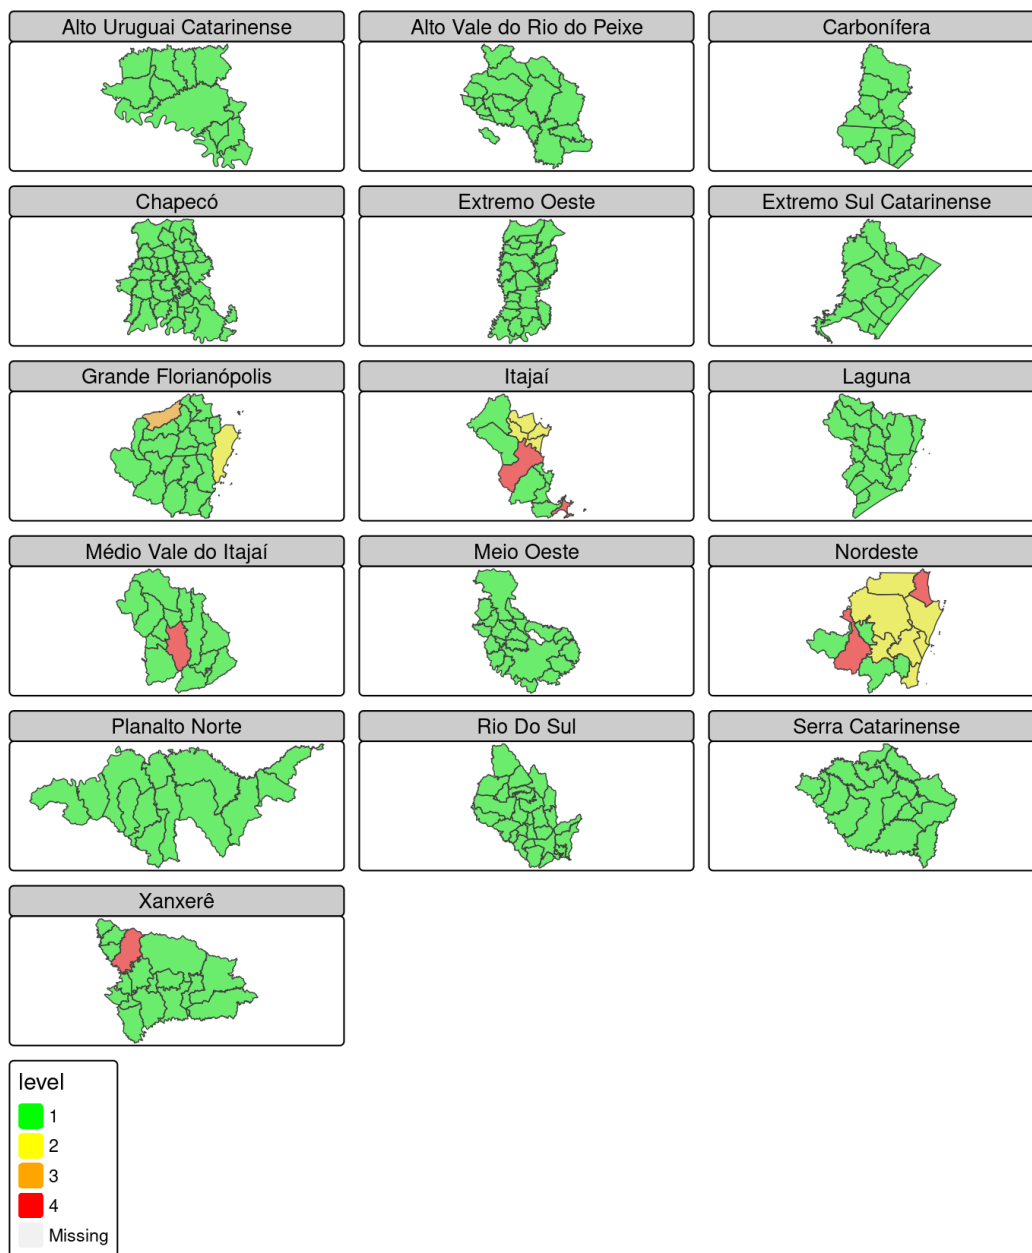 Alto Uruguai Catarinense
Alto Vale do Rio do Peixe
Carbonífera
Chapecó
Extremo Oeste
Extremo Sul Catarinense
Grande Florianópolis
Itajaí
Laguna
Médio Vale do Itajaí
Meio Oeste
Nordeste
Planalto Norte
Rio Do Sul
Serra Catarinense
Xanxerê
level
1
2
3
4
Missing